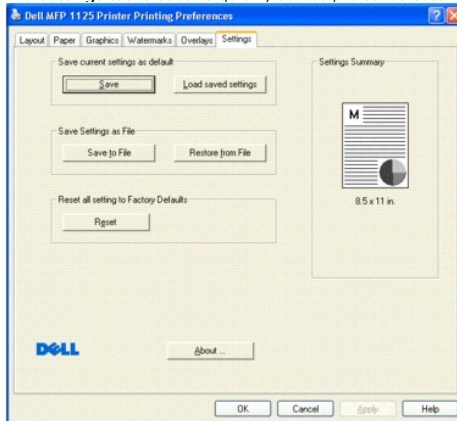 Dell MFP 1125 Printer Printing Preferences
Layout Paper Graphics Watermarks Overlays Settings
Save current settings as default
Save Load saved settings
Save Settings as File
Save to File Restore from File
Reset all setting to Factory Defaults
Reset
Settings Summary
M
8.5 x 11 in.
DELL
About ...
OK Cancel Apply Help